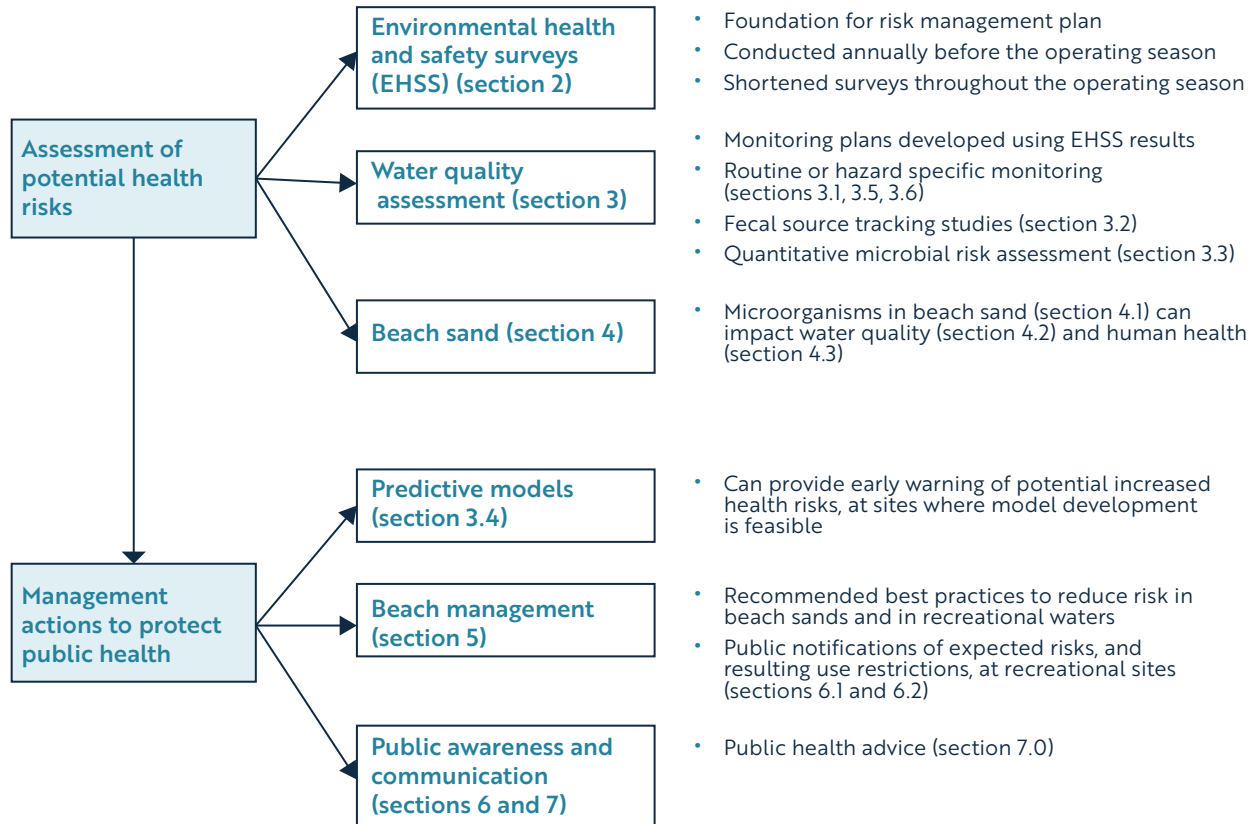 Environmental health
and safety surveys
(EHSS) (section 2)
• Foundation for risk management plan
• Conducted annually before the operating season
• Shortened surveys throughout the operating season
Assessment of
potential health
risks
Water quality
assessment (section 3)
• Monitoring plans developed using EHSS results
• Routine or hazard specific monitoring
(sections 3.1, 3.5, 3.6)
• Fecal source tracking studies (section 3.2)
• Quantitative microbial risk assessment (section 3.3)
Beach sand (section 4)
• Microorganisms in beach sand (section 4.1) can
impact water quality (section 4.2) and human health
(section 4.3)
Predictive models
(section 3.4)
• Can provide early warning of potential increased
health risks, at sites where model development
is feasible
Management
actions to protect
public health
Beach management
(section 5)
• Recommended best practices to reduce risk in
beach sands and in recreational waters
• Public notifications of expected risks, and
resulting use restrictions, at recreational sites
(sections 6.1 and 6.2)
Public awareness and
communication
(sections 6 and 7)
• Public health advice (section 7.0)